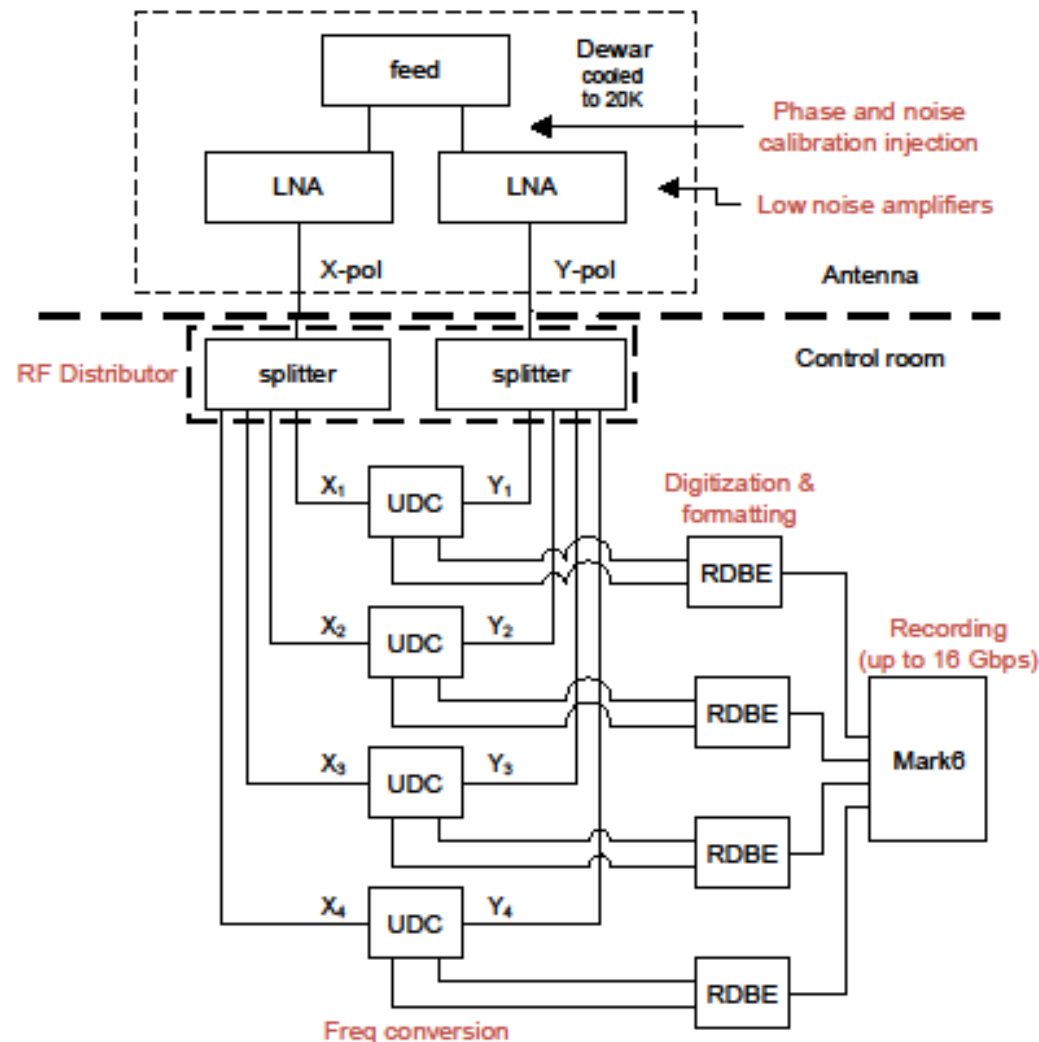 feed
Dewar
cooled
to 20K
Phase and noise
calibration injection
LNA
LNA
Low noise amplifiers
X-pol
Y-pol
Antenna
RF Distributor
splitter
splitter
Control room
X₁
UDC
Y₁
Digitization &
formatting
RDBE
X₂
UDC
Y₂
Recording
(up to 16 Gbps)
RDBE
Mark6
X₃
UDC
Y₃
RDBE
X₄
UDC
Y₄
RDBE
Freq conversion